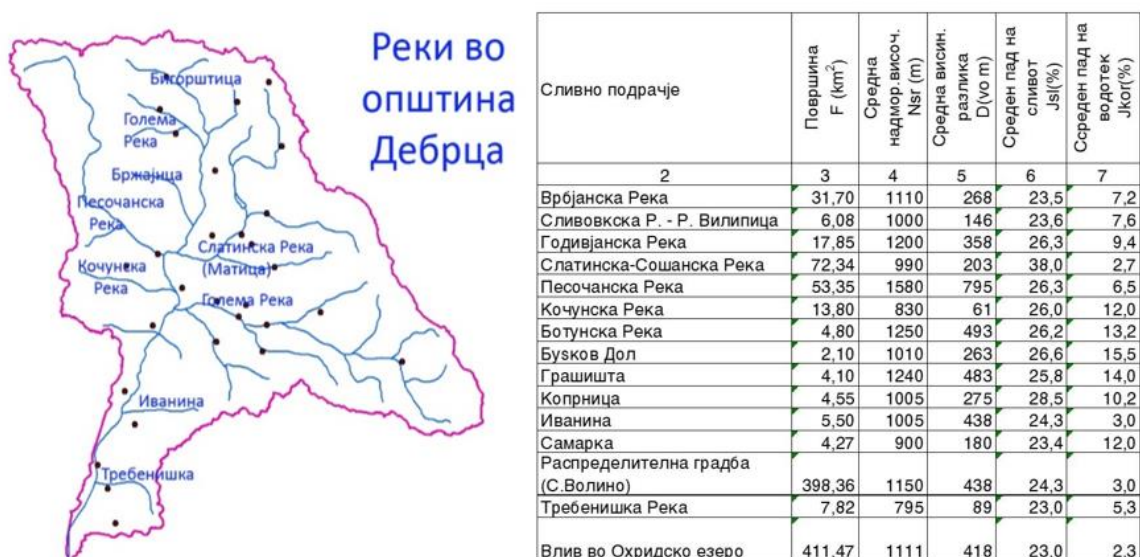 Реки во
општина
Дебрца
Бигорштица
Голема
Река
Бржајица
Песочанска
Река
Слатинска Река
(Матица)
Кочунска
Река
Голема Река
Иванина
Требенишка
Сливно подрачје
Површина
F (km²)
Средна
надмор.височ.
Nsr (m)
Средна висин.
разлика
D(vo m)
Среден пад на
сливот
Jsl(%)
Ссреден пад на
водотек
Jkor(%)
2 3 4 5 6 7
Врбјанска Река 31,70 1110 268 23,5 7,2
Сливовкска Р. - Р. Вилипица 6,08 1000 146 23,6 7,6
Годивјанска Река 17,85 1200 358 26,3 9,4
Слатинска-Сошанска Река 72,34 990 203 38,0 2,7
Песочанска Река 53,35 1580 795 26,3 6,5
Кочунска Река 13,80 830 61 26,0 12,0
Ботунска Река 4,80 1250 493 26,2 13,2
Буѕков Дол 2,10 1010 263 26,6 15,5
Грашишта 4,10 1240 483 25,8 14,0
Копрница 4,55 1005 275 28,5 10,2
Иванина 5,50 1005 438 24,3 3,0
Самарка 4,27 900 180 23,4 12,0
Распределителна градба
(С.Волино) 398,36 1150 438 24,3 3,0
Требенишка Река 7,82 795 89 23,0 5,3
Влив во Охридско езеро 411,47 1111 418 23,0 2,3